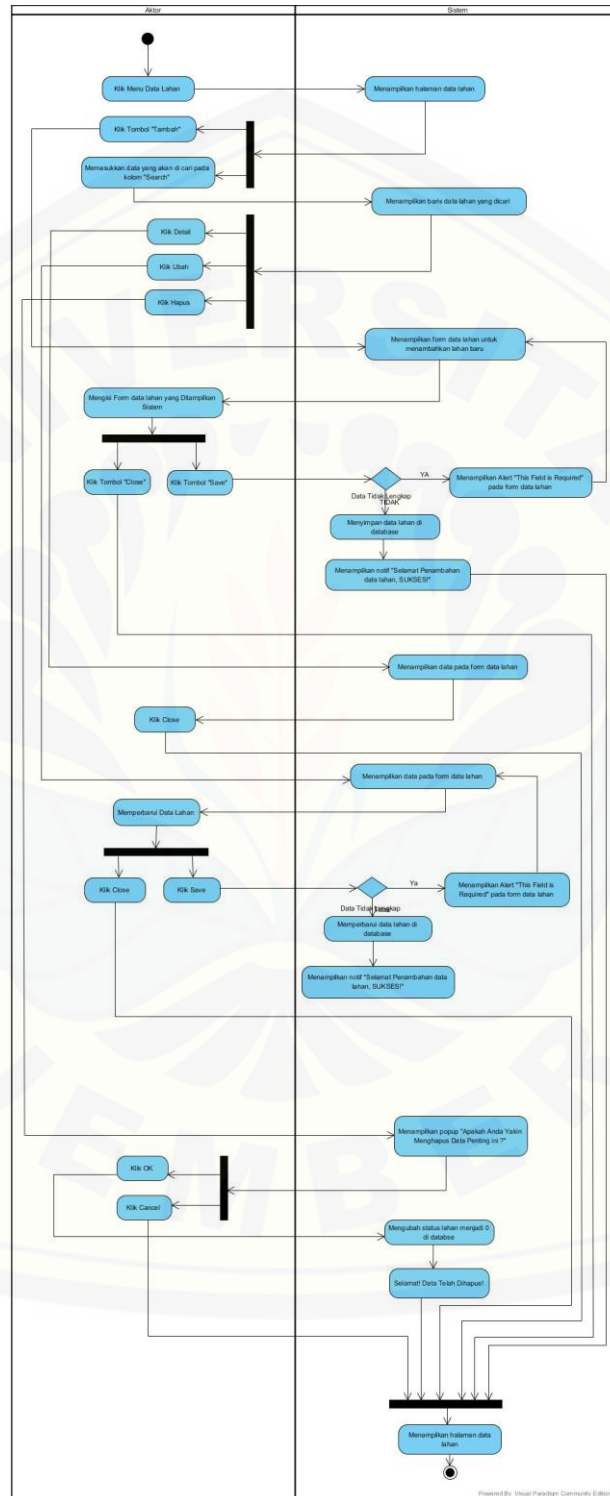 Aktor
Sistem
Klik Menu Data Lahan
Menampilkan halaman data lahan
Klik Tombol "Tambah"
Memasukkan data yang akan di cari pada
kolom "Search"
Menampilkan baris data lahan yang dicari
Klik Detail
Klik Ubah
Klik Hapus
Menampilkan form data lahan untuk
menambahkan lahan baru
Mengisi Form data lahan yang Ditampilkan
Sistem
Klik Tombol "Close"
Klik Tombol "Save"
YA
Menampilkan Alert "This Field is Required"
pada form data lahan
Data Tidak Lengkap
TIDAK
Menyimpan data lahan di
database
Menampilkan notif "Selamat Penambahan
data lahan, SUKSES!"
Menampilkan data pada form data lahan
Klik Close
Menampilkan data pada form data lahan
Memperbarui Data Lahan
Klik Close
Klik Save
Ya
Menampilkan Alert "This Field is
Required" pada form data lahan
Data Tidak Lengkap
Memperbarui data lahan di
database
Menampilkan notif "Selamat Penambahan data
lahan, SUKSES!"
Menampilkan popup "Apakah Anda Yakin
Menghapus Data Penting ini ?"
Klik OK
Klik Cancel
Mengubah status lahan menjadi 0
di databse
Selamat! Data Telah Dihapus!
Menampilkan halaman data
lahan
Powered By Visual Paradigm Community Edition
UNIVERSITAS
JEMBER